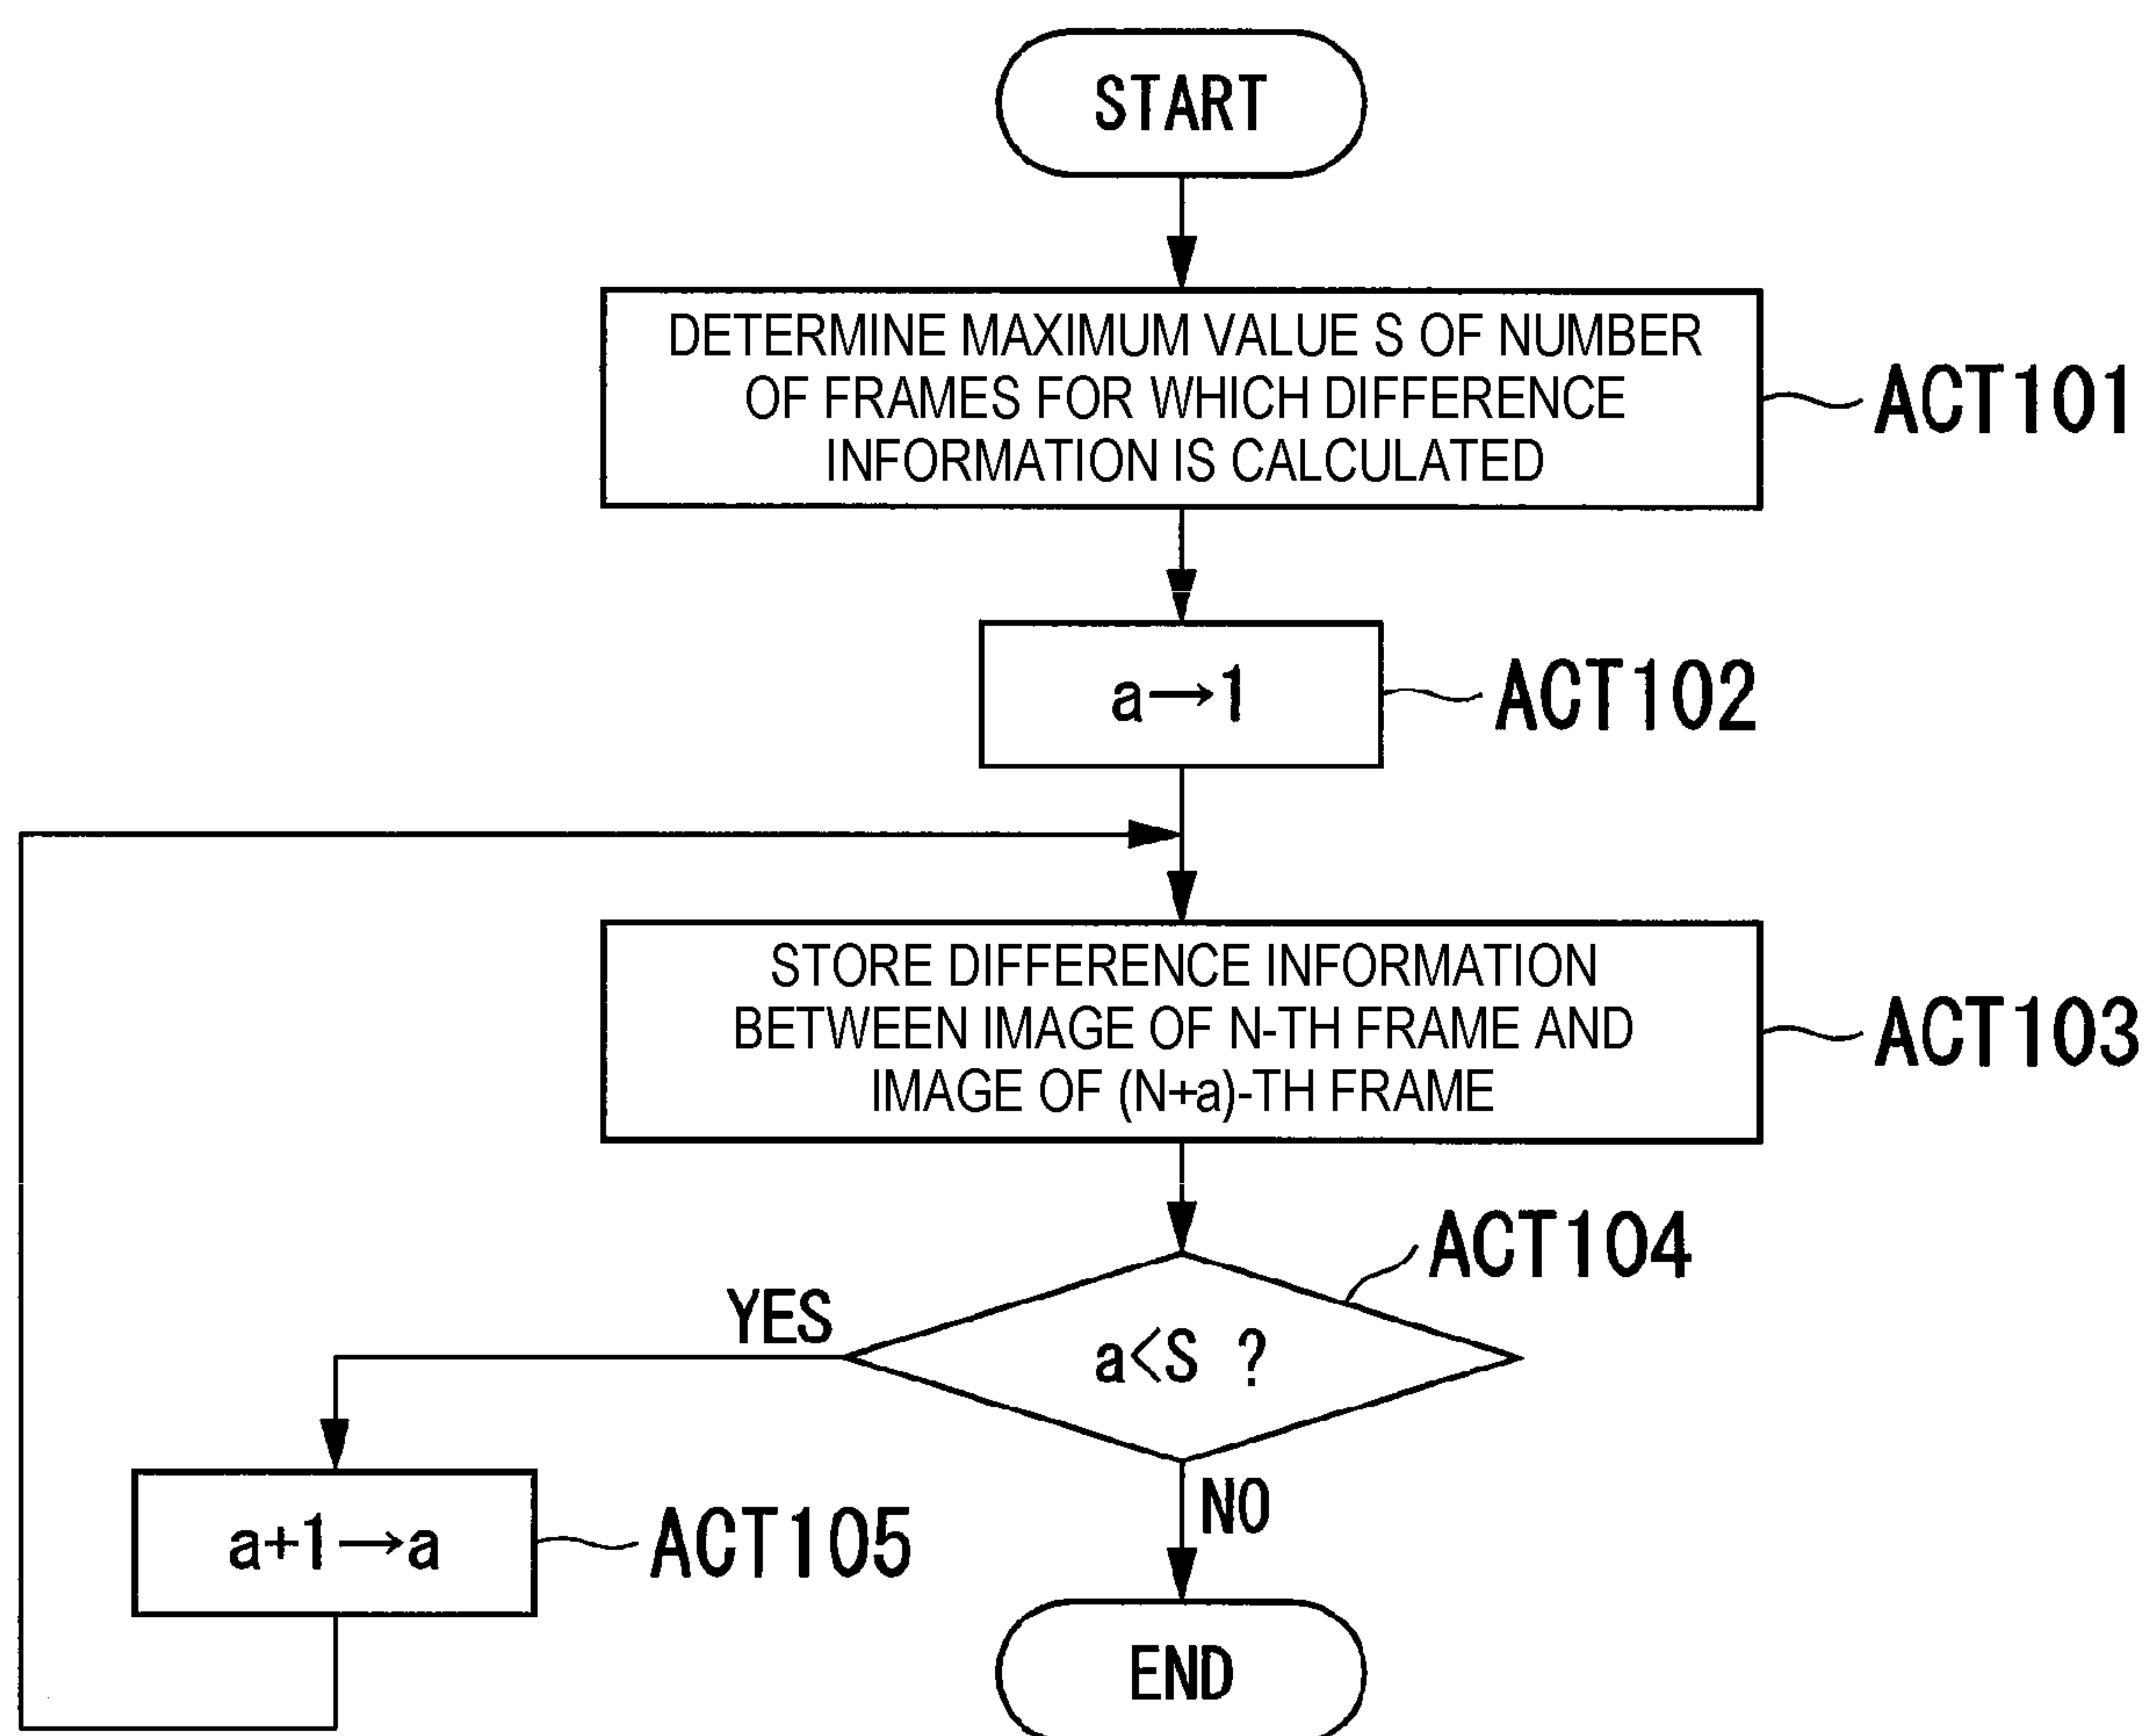 START
DETERMINE MAXIMUM VALUE S OF NUMBER
OF FRAMES FOR WHICH DIFFERENCE
INFORMATION IS CALCULATED
ACT101
a→1
ACT102
STORE DIFFERENCE INFORMATION
BETWEEN IMAGE OF N-TH FRAME AND
IMAGE OF (N+a)-TH FRAME
ACT103
ACT104
YES
a<S ?
NO
a+1→a
ACT105
END